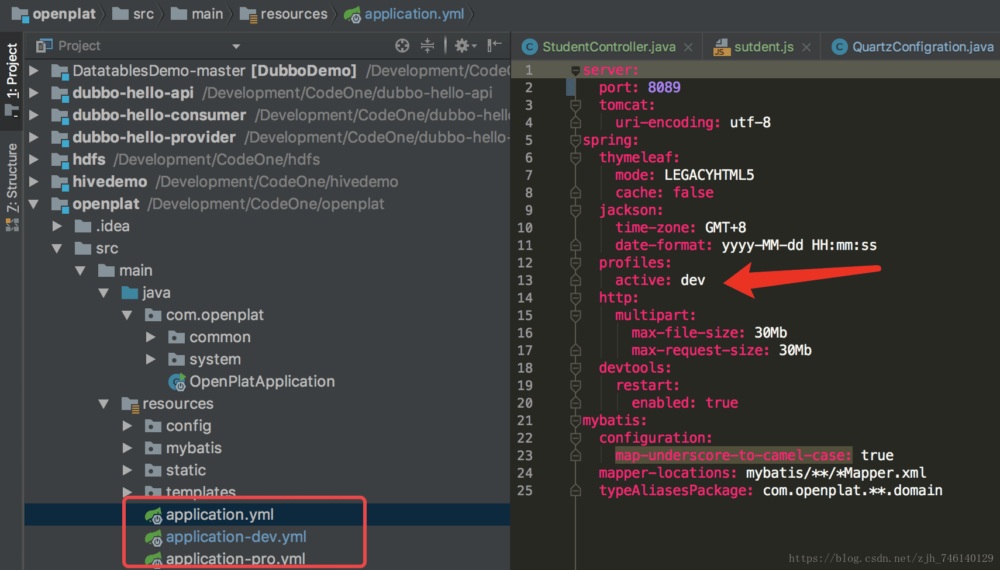 openplat src main resources application.yml
1: Project
Z: Structure
Project
DatatablesDemo-master [DubboDemo] /Development/Code
dubbo-hello-api /Development/CodeOne/dubbo-hello-api
dubbo-hello-consumer /Development/CodeOne/dubbo-hell
dubbo-hello-provider /Development/CodeOne/dubbo-hello-
hdfs /Development/CodeOne/hdfs
hivedemo /Development/CodeOne/hivedemo
openplat /Development/CodeOne/openplat
.idea
src
main
java
com.openplat
common
system
OpenPlatApplication
resources
config
mybatis
static
templates
application.yml
application-dev.yml
application-pro.yml
StudentController.java sutdent.js QuartzConfigration.java
1 server:
2 port: 8089
3 tomcat:
4 uri-encoding: utf-8
5 spring:
6 thymeleaf:
7 mode: LEGACYHTML5
8 cache: false
9 jackson:
10 time-zone: GMT+8
11 date-format: yyyy-MM-dd HH:mm:ss
12 profiles:
13 active: dev
14 http:
15 multipart:
16 max-file-size: 30Mb
17 max-request-size: 30Mb
18 devtools:
19 restart:
20 enabled: true
21 mybatis:
22 configuration:
23 map-underscore-to-camel-case: true
24 mapper-locations: mybatis/**/*Mapper.xml
25 typeAliasesPackage: com.openplat.**.domain
https://blog.csdn.net/zjh_746140129